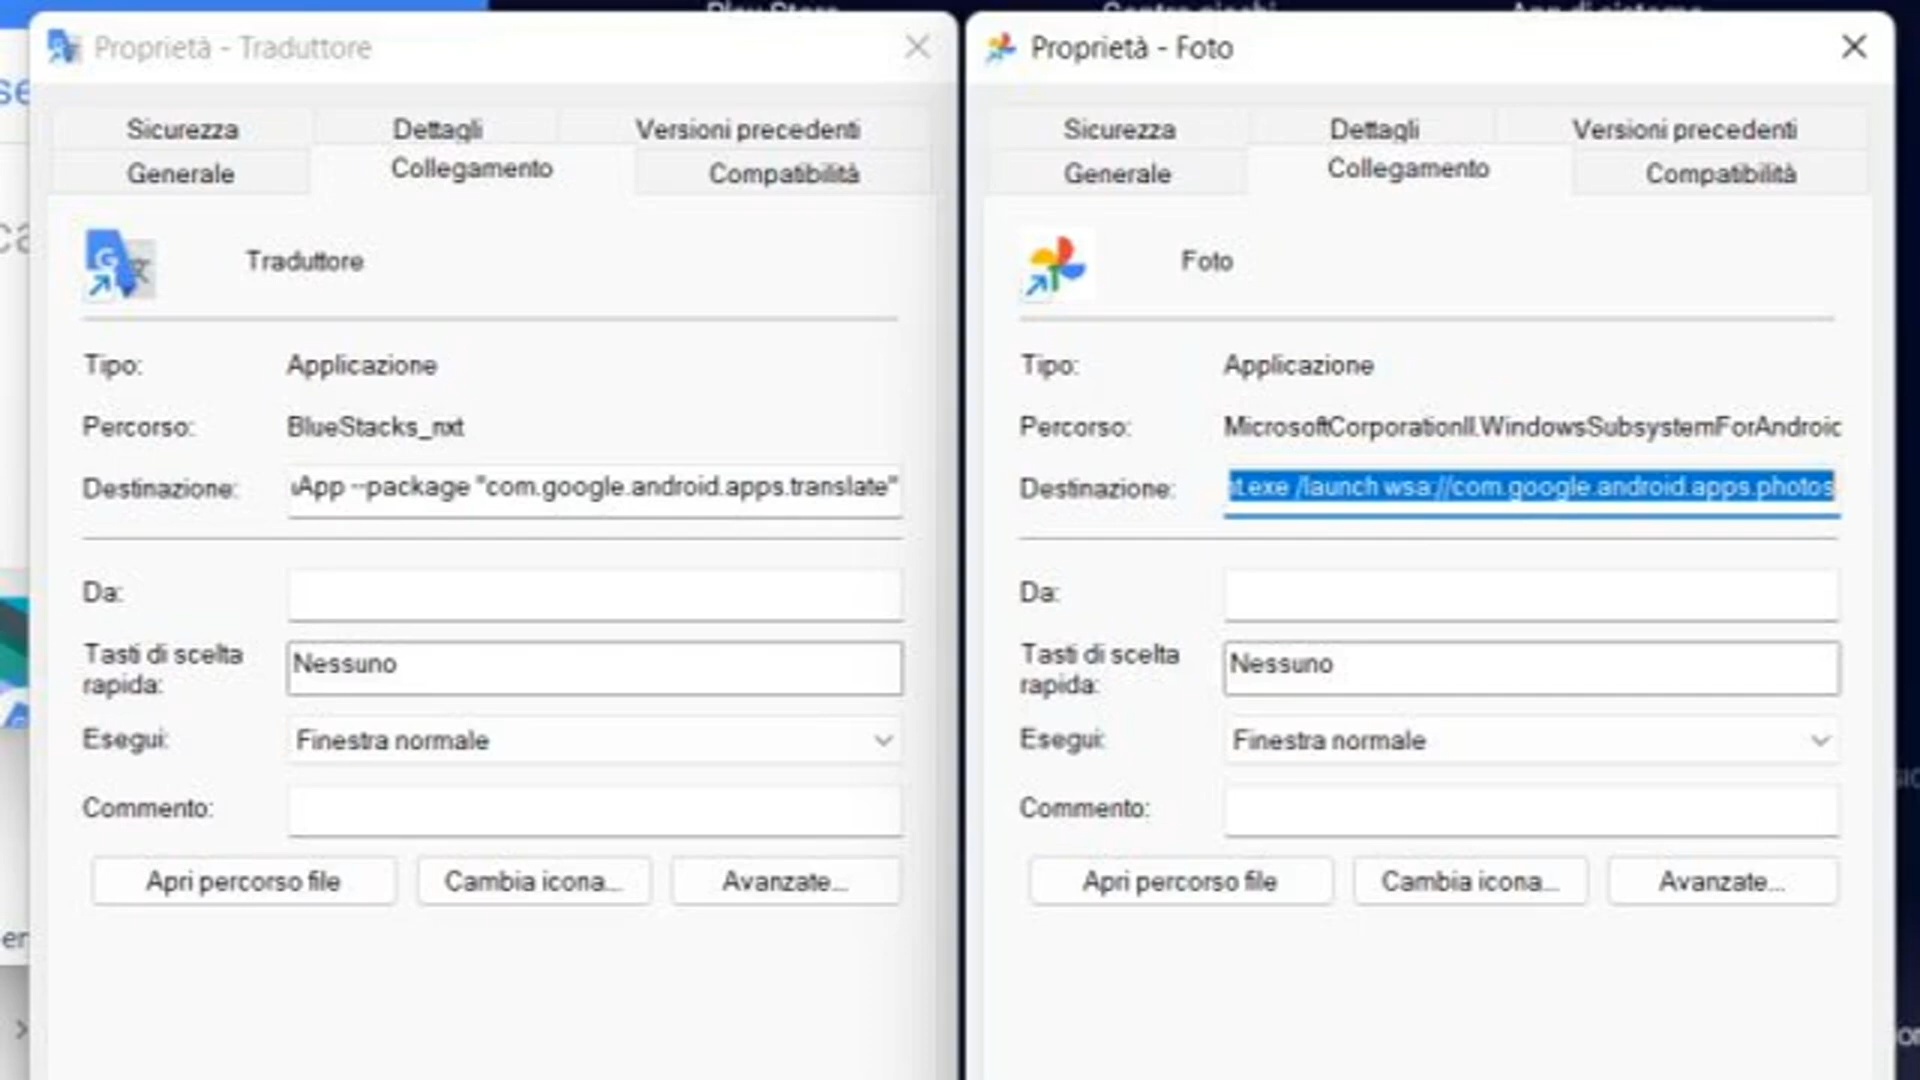 Proprietà - Traduttore
Sicurezza
Dettagli
Versioni precedenti
Generale
Collegamento
Compatibilità
Traduttore
Tipo:
Applicazione
Percorso:
BlueStacks_nxt
Destinazione:
App --package "com.google.android.apps.translate"
Da:
Tasti di scelta
rapida:
Nessuno
Esegui:
Finestra normale
Commento:
Apri percorso file
Cambia icona...
Avanzate...
Proprietà - Foto
Sicurezza
Dettagli
Versioni precedenti
Generale
Collegamento
Compatibilità
Foto
Tipo:
Applicazione
Percorso:
MicrosoftCorporationII.WindowsSubsystemForAndroid
Destinazione:
t.exe /launch wsa://com.google.android.apps.photos
Da:
Tasti di scelta
rapida:
Nessuno
Esegui:
Finestra normale
Commento:
Apri percorso file
Cambia icona...
Avanzate...